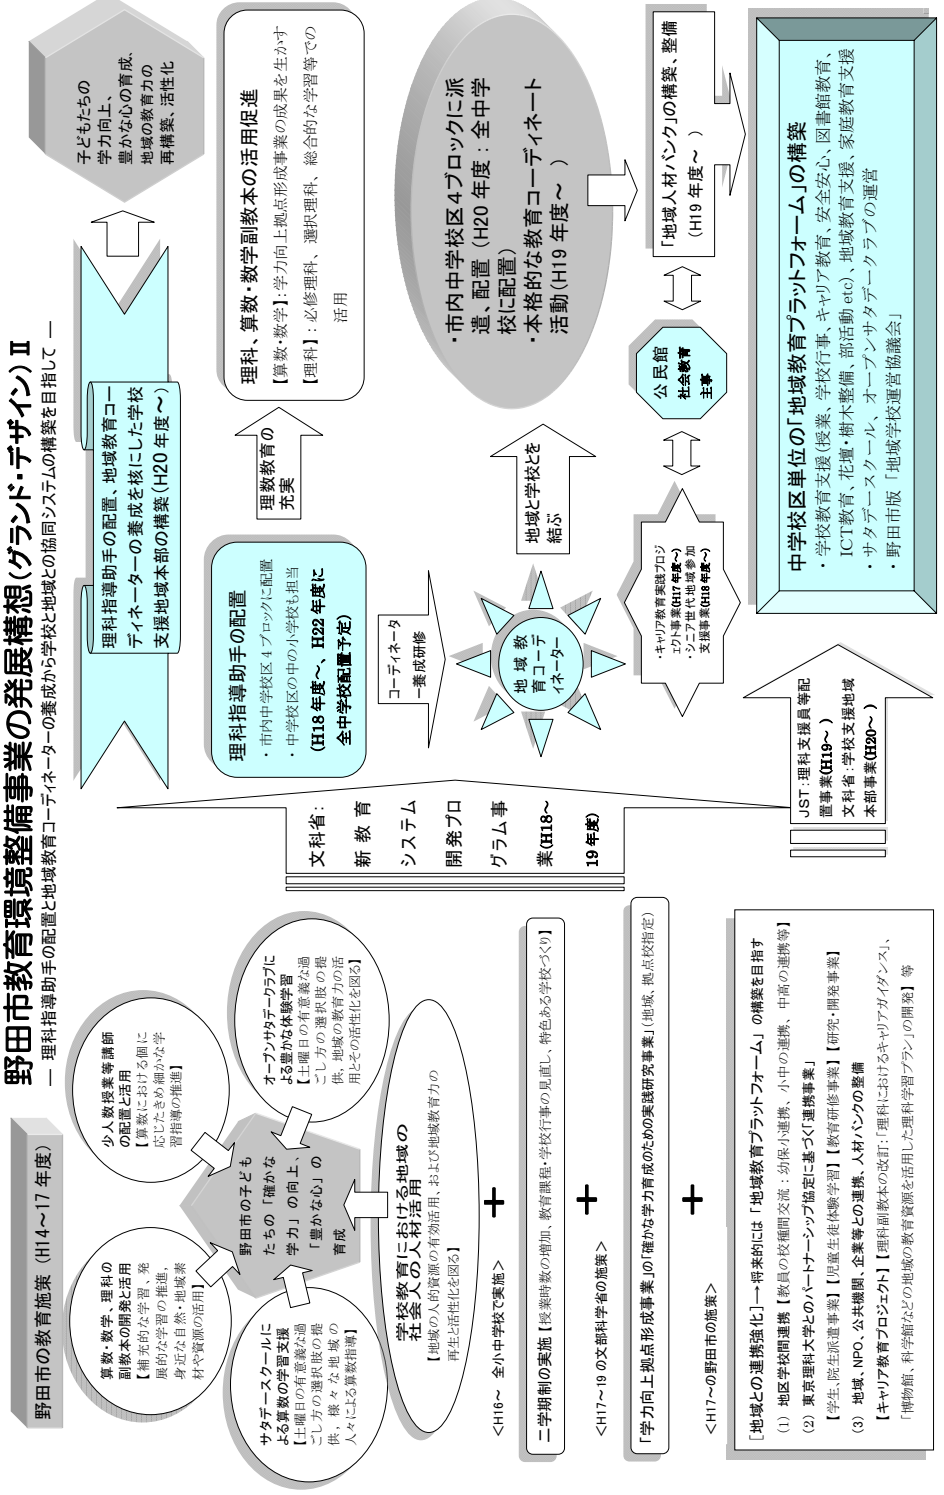 野田市教育環境整備事業の発展構想(グランド・デザイン)Ⅱ
― 理科指導助手の配置と地域教育コーディネーターの養成から学校と地域との協同システムの構築を目指して ―
野田市の教育施策（H14～17 年度）
算数・数学、理科の
副教本の開発と活用
【補充的な学習、発
展的な学習の推進，
身近な自然・地域素
材や資源の活用】
少人数授業等講師
の配置と活用
【算数における個に
応じたきめ細かな学
習指導の推進】
サタデースクールに
よる算数の学習支援
【土曜日の有意義な過
ごし方の選択肢の提
供，様々な地域の
人々による算数指導】
オープンサタデークラブに
よる豊かな体験学習
【土曜日の有意義な過
ごし方の選択肢の提
供，地域の教育力の活
用とその活性化を図る】
野田市の子ども
たちの「確かな
学力」の向上、
「豊かな心」の
育成
学校教育における地域の
社会人の人材活用
【地域の人的資源の有効活用、および地域教育力の
再生と活性化を図る】
+
＜H16～ 全小中学校で実施＞
二学期制の実施【授業時数の増加、教育課程・学校行事の見直し、特色ある学校づくり】
+
＜H17～19 の文部科学省の施策＞
「学力向上拠点形成事業」の「確かな学力育成のための実践研究事業」（地域、拠点校指定）
+
＜H17～の野田市の施策＞
［地域との連携強化］→将来的には「地域教育プラットフォーム」の構築を目指す
（1）地区学校間連携【教員の校種間交流：幼保小連携、小中の連携、中高の連携等】
（2）東京理科大学とのパートナーシップ協定に基づく「連携事業」
【学生、院生派遣事業】【児童生徒体験学習】【教育研修事業】【研究・開発事業】
（3）地域、NPO、公共機関、企業等との連携、人材バンクの整備
【キャリア教育プロジェクト】【理科副教本の改訂：「理科におけるキャリアガイダンス」、
「博物館、科学館などの地域の教育資源を活用した理科学習プラン」の開発】 等
文科省：
新教育
システム
開発プロ
グラム事
業(H18～
19 年度)
理科指導助手の配置、地域教育コー
ディネーターの養成を核にした学校
支援地域本部の構築(H20 年度～)
子どもたちの
学力向上、
豊かな心の育成、
地域の教育力の
再構築、活性化
理科指導助手の配置
・市内中学校区 4 ブロックに配置
・中学校区の中の小学校も担当
(H18 年度～、H22 年度に
全中学校配置予定)
理数教育の
充実
理科、算数・数学副教本の活用促進
【算数・数学】：学力向上拠点形成事業の成果を生かす
【理科】：必修理科、選択理科、総合的な学習等での
活用
コーディネータ
ー養成研修
地域教
育コーデ
ィネーター
地域と学校とを
結ぶ
・市内中学校区４ブロックに派
遣、配置（H20 年度：全中学
校に配置）
・本格的な教育コーディネート
活動(H19 年度～ )
・キャリア教育実践プロジ
ェクト事業(H17 年度～)
・シニア世代地域参加
支援事業(H18 年度～)
公民館
社会教育
主事
「地域人材バンク」の構築、整備
(H19 年度～ )
JST：理科支援員等配
置事業(H19～ )
文科省：学校支援地域
本部事業(H20～ )
中学校区単位の「地域教育プラットフォーム」の構築
・学校教育支援(授業、学校行事、キャリア教育、安全安心、図書館教育、
ICT教育、花壇・樹木整備、部活動 etc)、地域教育支援、家庭教育支援
・サタデースクール、オープンサタデークラブの運営
・野田市版「地域学校運営協議会」